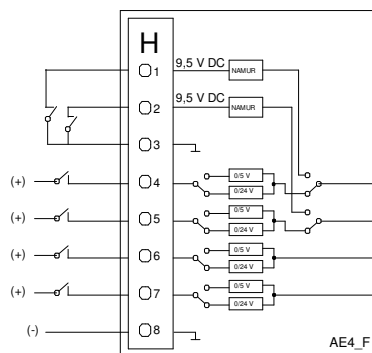 H
1 9,5 V DC NAMUR
2 9,5 V DC NAMUR
3
0/5 V
(+) 4
0/24 V
0/5 V
(+) 5
0/24 V
0/5 V
(+) 6
0/24 V
0/5 V
(+) 7
0/24 V
(-) 8
AE4_F